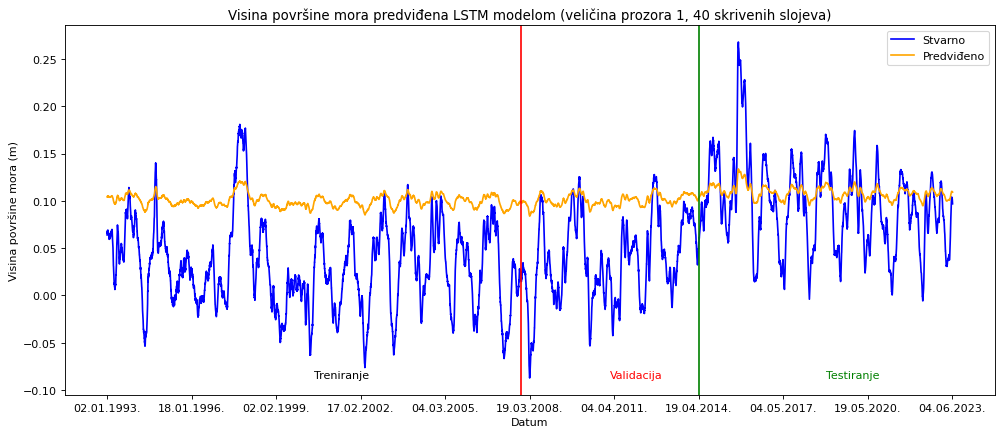 Visina površine mora predviđena LSTM modelom (veličina prozora 1, 40 skrivenih slojeva)
Stvarno
Predviđeno
Visina površine mora (m)
0.25
0.20
0.15
0.10
0.05
0.00
−0.05
−0.10
Treniranje
Validacija
Testiranje
02.01.1993.
18.01.1996.
02.02.1999.
17.02.2002.
04.03.2005.
19.03.2008.
04.04.2011.
19.04.2014.
04.05.2017.
19.05.2020.
04.06.2023.
Datum